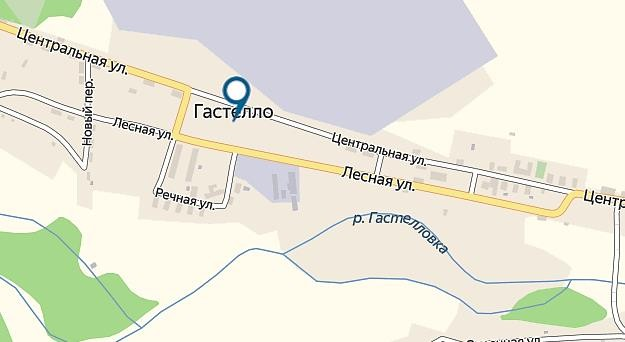 Центральная ул.
Новый пер.
Лесная ул.
Гастелло
Центральная ул.
Лесная ул.
Речная ул.
Центр
р. Гастелловка